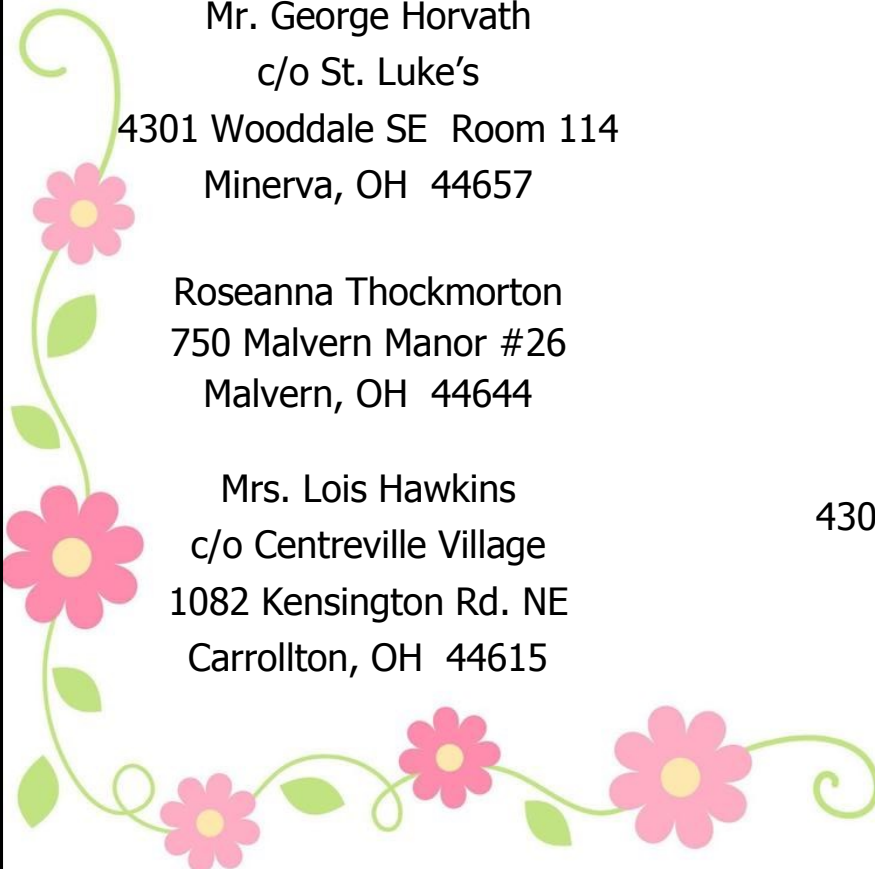 Mr. George Horvath
c/o St. Luke’s
4301 Wooddale SE  Room 114
Minerva, OH  44657
Roseanna Thockmorton
750 Malvern Manor #26
Malvern, OH  44644
Mrs. Lois Hawkins
c/o Centreville Village
1082 Kensington Rd. NE
Carrollton, OH  44615
430